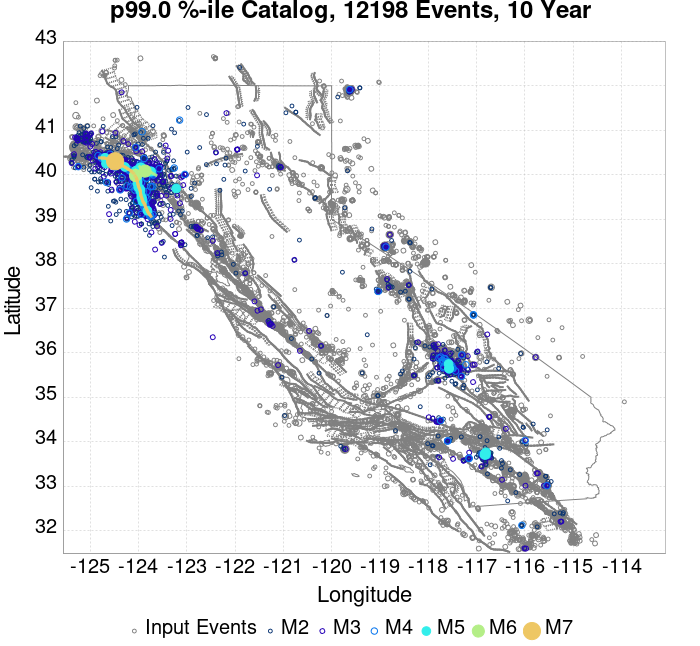 p99.0 %-ile Catalog, 12198 Events, 10 Year
43
42
41
40
39
38
37
36
35
34
33
32
Latitude
-125 -124 -123 -122 -121 -120 -119 -118 -117 -116 -115 -114
Longitude
Input Events M2 M3 M4 M5 M6 M7